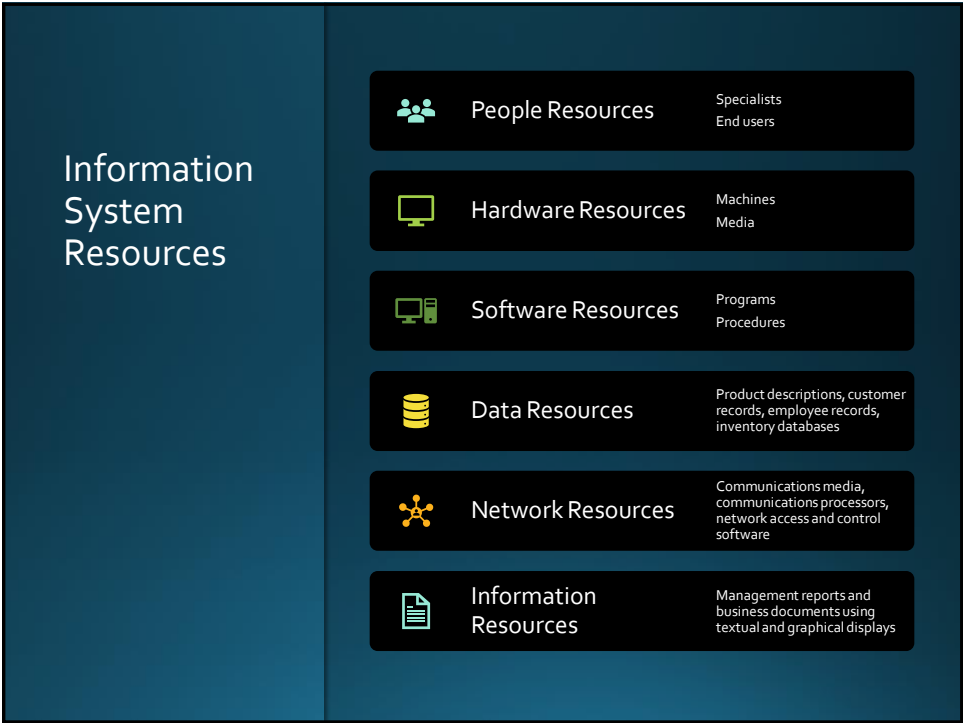 Information
System
Resources
People Resources
Specialists
End users
Hardware Resources
Machines
Media
Software Resources
Programs
Procedures
Data Resources
Product descriptions, customer
records, employee records,
inventory databases
Network Resources
Communications media,
communications processors,
network access and control
software
Information
Resources
Management reports and
business documents using
textual and graphical displays